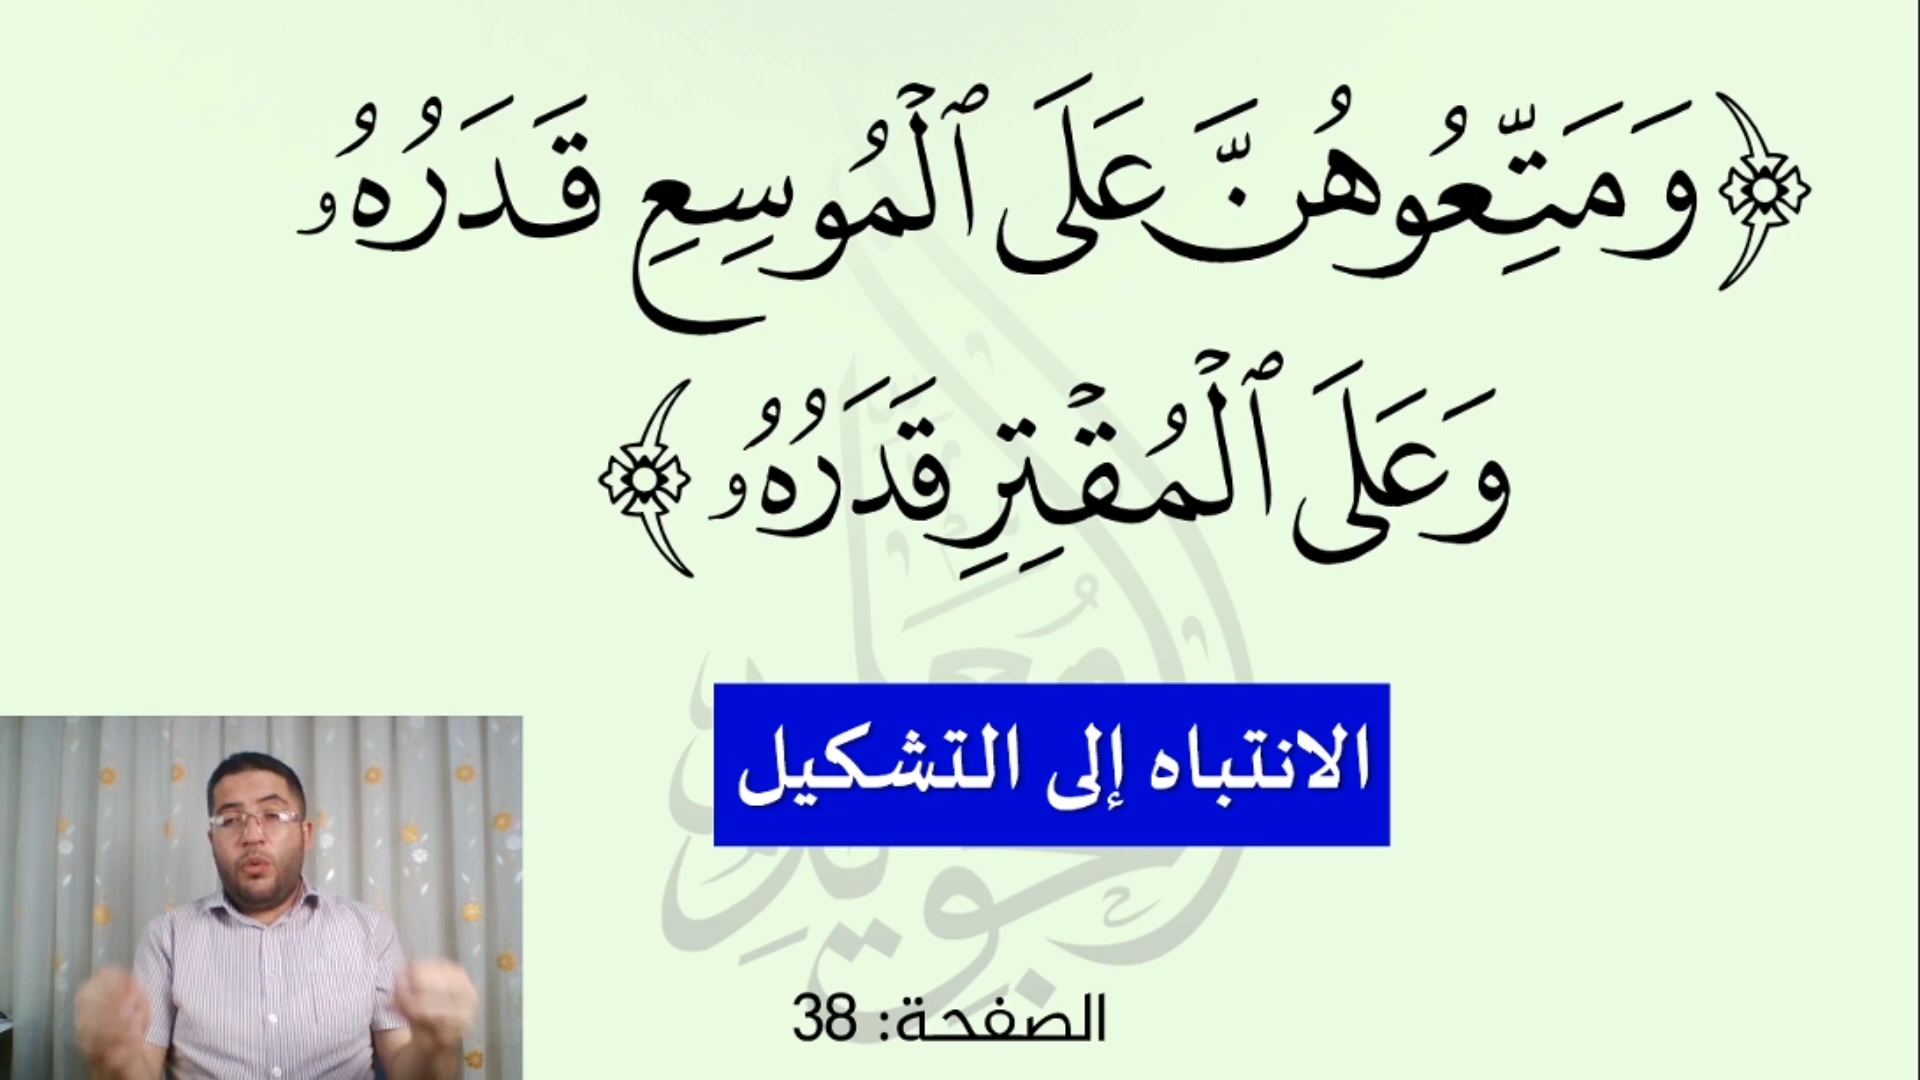 ﴿وَمَتِّعُوهُنَّ عَلَى ٱلْمُوسِعِ قَدَرُهُۥ
وَعَلَى ٱلْمُقْتِرِ قَدَرُهُۥ﴾
الانتباه إلى التشكيل
الصفحة: 38